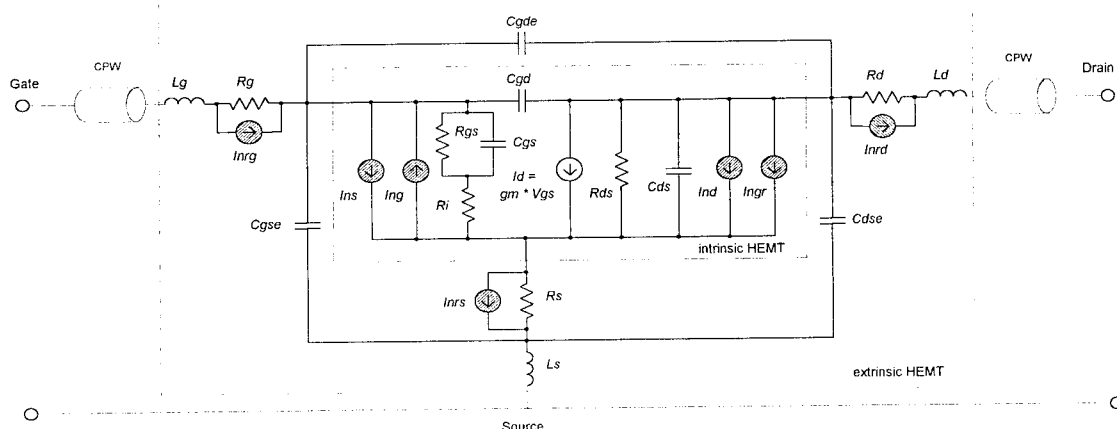 Cgde
CPW
Lg
Rg
Gate
Cgd
Rd
Ld
CPW
Drain
Inrg
Inrd
Rgs
Cgs
Ins
Ing
Id =
gm * Vgs
Rds
Cds
Ind
Ingr
Ri
Cgse
Cdse
intrinsic HEMT
Inrs
Rs
Ls
extrinsic HEMT
Source